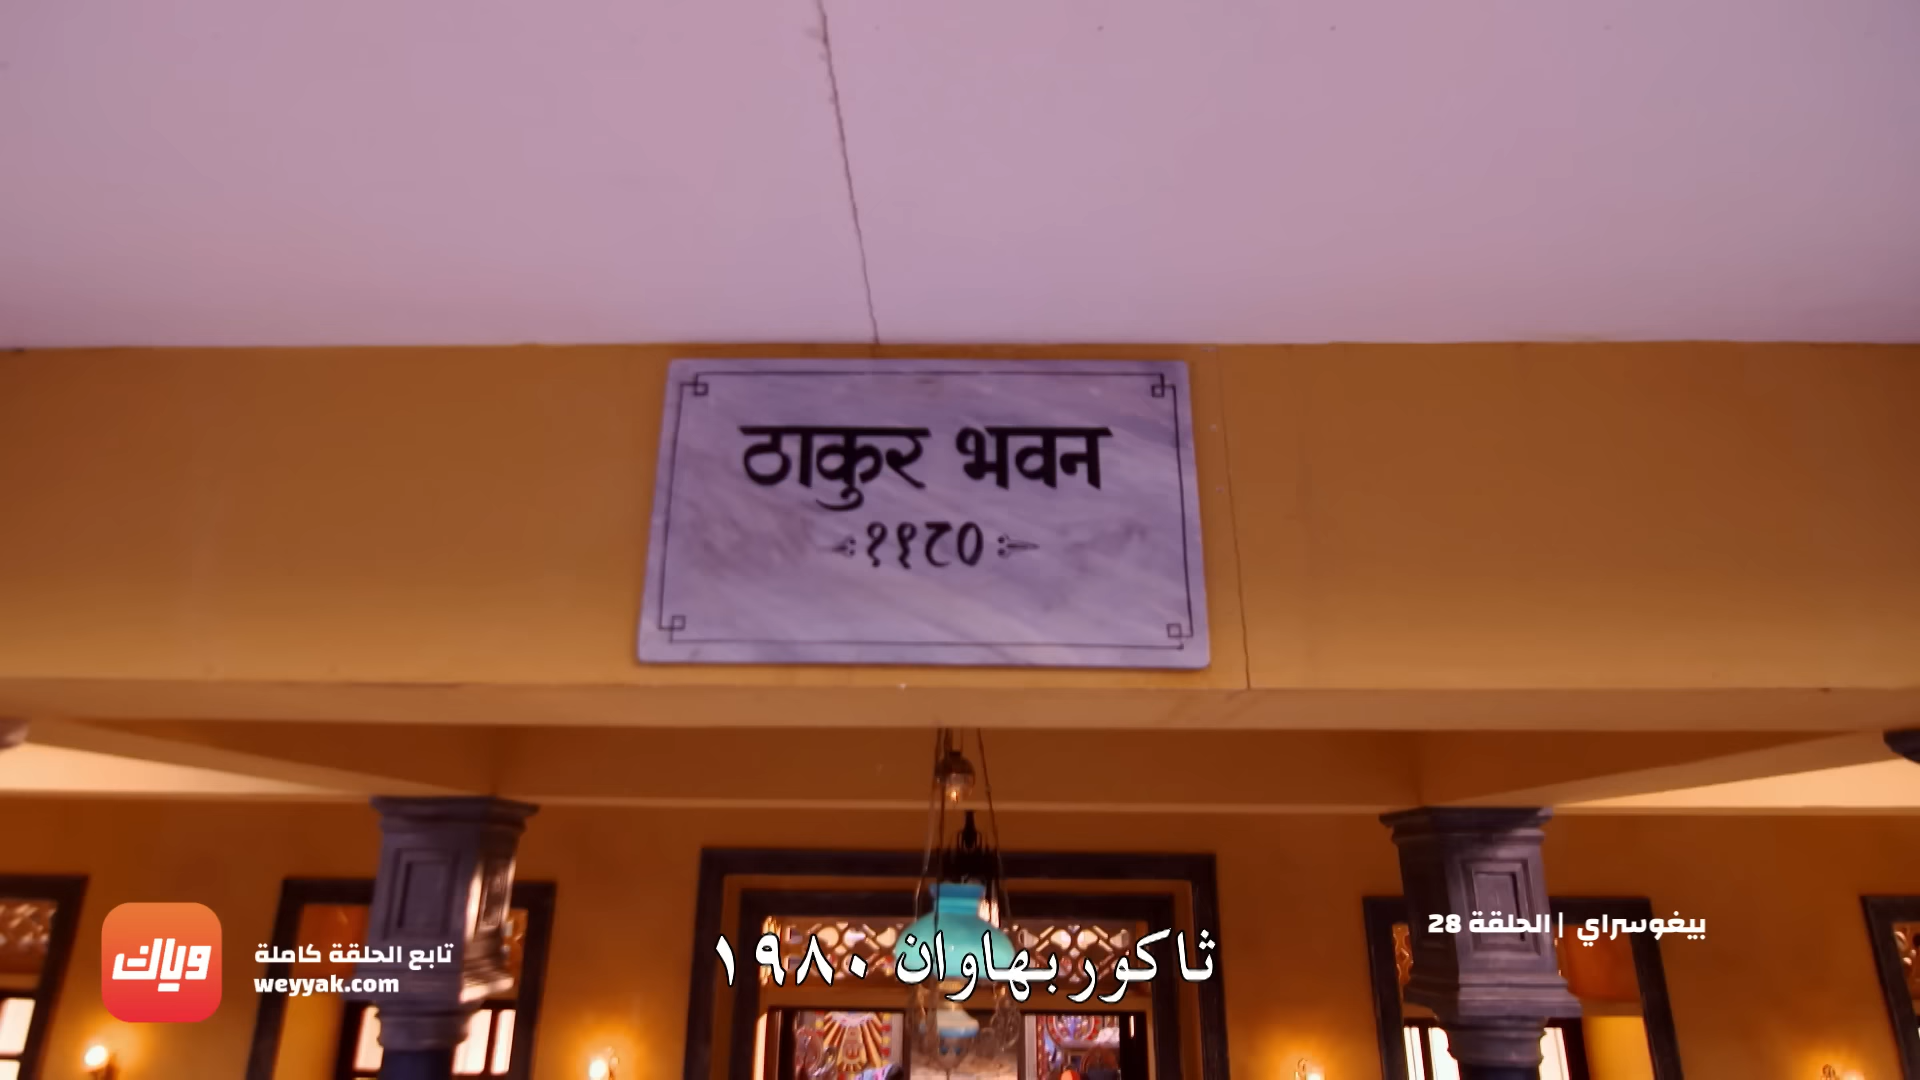 ठाकुर भवन
१९८०
بيغوسراي | الحلقة 28
ثاكور بهاوان ١٩٨٠
وياك
تابع الحلقة كاملة
weyyak.com